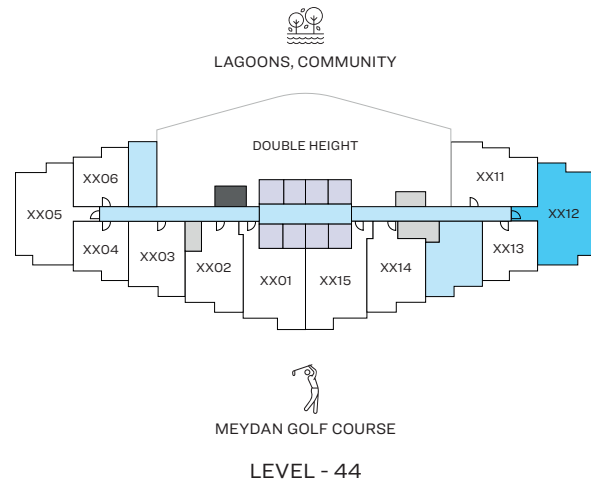 LAGOONS, COMMUNITY
DOUBLE HEIGHT
XX06
XX11
XX05
XX12
XX04
XX03
XX02
XX01
XX15
XX14
XX13
MEYDAN GOLF COURSE
LEVEL - 44